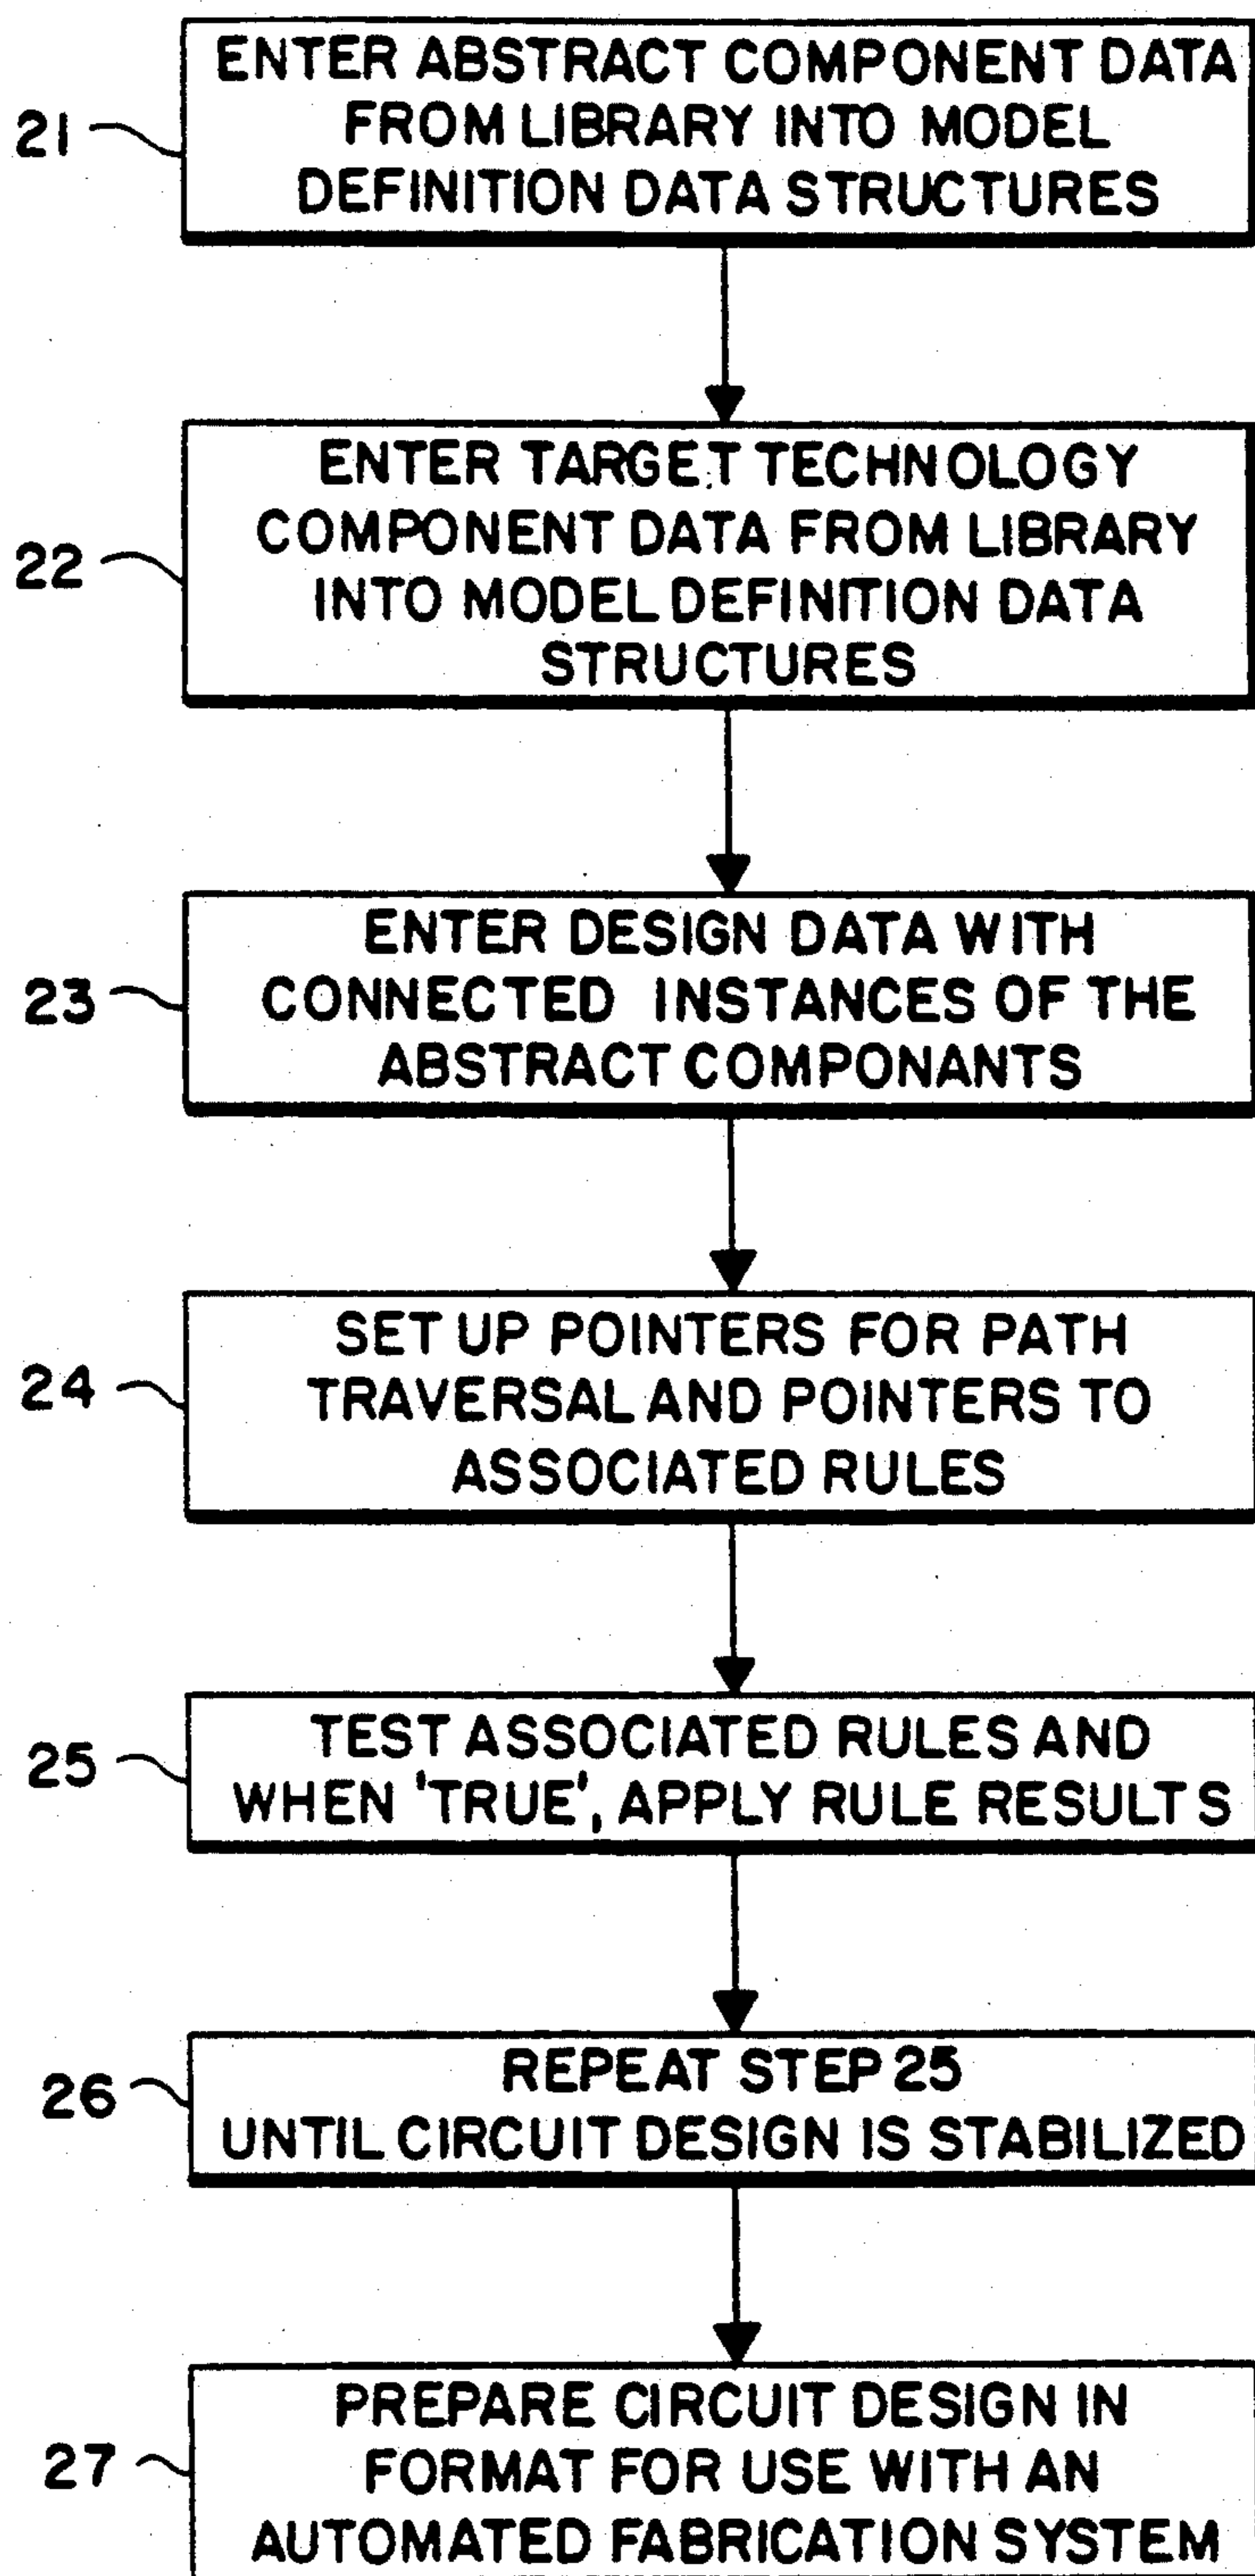 ENTER ABSTRACT COMPONENT DATA
FROM LIBRARY INTO MODEL
DEFINITION DATA STRUCTURES
21
ENTER TARGET TECHNOLOGY
COMPONENT DATA FROM LIBRARY
INTO MODEL DEFINITION DATA
STRUCTURES
22
ENTER DESIGN DATA WITH
CONNECTED INSTANCES OF THE
ABSTRACT COMPONANTS
23
SET UP POINTERS FOR PATH
TRAVERSAL AND POINTERS TO
ASSOCIATED RULES
24
TEST ASSOCIATED RULES AND
WHEN 'TRUE', APPLY RULE RESULTS
25
REPEAT STEP 25
UNTIL CIRCUIT DESIGN IS STABILIZED
26
PREPARE CIRCUIT DESIGN IN
FORMAT FOR USE WITH AN
AUTOMATED FABRICATION SYSTEM
27